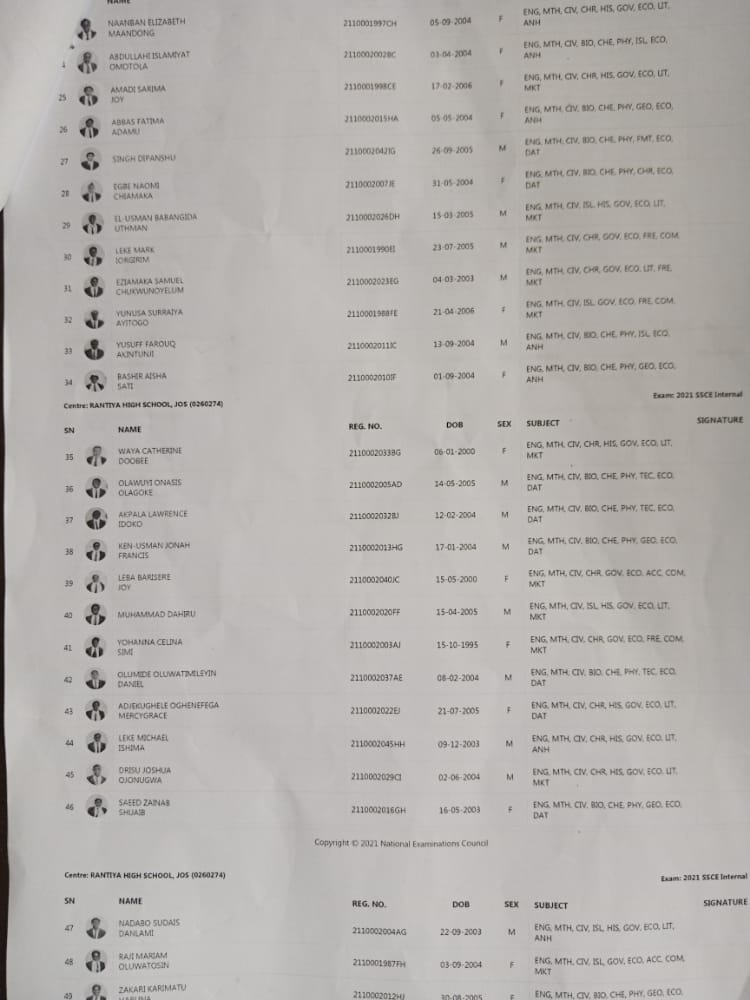 NAME
NAANBAN ELIZABETH MAANDONG 2110001997CH 05-09-2004 F ENG, MTH, CIV, CHR, HIS, GOV, ECO, LIT, ANH
ABDULLAHI ISLAMIYAT OMOTOLA 2110002002BC 03-04-2004 F ENG, MTH, CIV, BIO, CHE, PHY, ISL, ECO, ANH
25 AMADI SARIMA JOY 2110001998CE 17-02-2006 F ENG, MTH, CIV, CHR, HIS, GOV, ECO, LIT, MKT
26 ABBAS FATIMA ADAMU 2110002015HA 05-05-2004 F ENG, MTH, CIV, BIO, CHE, PHY, GEO, ECO, ANH
27 SINGH DIPANSHU 2110002042IG 26-09-2005 M ENG, MTH, CIV, BIO, CHE, PHY, FMT, ECO, DAT
28 EGBE NAOMI CHIAMAKA 2110002007JE 31-05-2004 F ENG, MTH, CIV, BIO, CHE, PHY, CHR, ECO, DAT
29 EL-USMAN BABANGIDA UTHMAN 2110002026DH 15-03-2005 M ENG, MTH, CIV, ISL, HIS, GOV, ECO, LIT, MKT
30 LEKE MARK IORGIRIM 2110001990EI 23-07-2005 M ENG, MTH, CIV, CHR, GOV, ECO, FRE, COM, MKT
31 EZIAMAKA SAMUEL CHUKWUNOYELUM 2110002023EG 04-03-2003 M ENG, MTH, CIV, CHR, GOV, ECO, LIT, FRE, MKT
32 YUNUSA SURRAIYA AYITOGO 2110001988FE 21-04-2006 F ENG, MTH, CIV, ISL, GOV, ECO, FRE, COM, MKT
33 YUSUFF FAROUQ AKINTUNJI 2110002011JC 13-09-2004 M ENG, MTH, CIV, BIO, CHE, PHY, ISL, ECO, ANH
34 BASHIR AISHA SATI 2110002010IF 01-09-2004 F ENG, MTH, CIV, BIO, CHE, PHY, GEO, ECO, ANH
Centre: RANTIYA HIGH SCHOOL, JOS (0260274) Exam: 2021 SSCE Internal
SN NAME REG. NO. DOB SEX SUBJECT SIGNATURE
35 WAYA CATHERINE DOOBEE 2110002033BG 06-01-2000 F ENG, MTH, CIV, CHR, HIS, GOV, ECO, LIT, MKT
36 OLAWUYI ONASIS OLAGOKE 2110002005AD 14-05-2005 M ENG, MTH, CIV, BIO, CHE, PHY, TEC, ECO, DAT
37 AKPALA LAWRENCE IDOKO 2110002032BJ 12-02-2004 M ENG, MTH, CIV, BIO, CHE, PHY, TEC, ECO, DAT
38 KEN-USMAN JONAH FRANCIS 2110002013HG 17-01-2004 M ENG, MTH, CIV, BIO, CHE, PHY, GEO, ECO, DAT
39 LEBA BARISERE JOY 2110002040JC 15-05-2000 F ENG, MTH, CIV, CHR, GOV, ECO, ACC, COM, MKT
40 MUHAMMAD DAHIRU 2110002020FF 15-04-2005 M ENG, MTH, CIV, ISL, HIS, GOV, ECO, LIT, MKT
41 YOHANNA CELINA SIMI 2110002003AJ 15-10-1995 F ENG, MTH, CIV, CHR, GOV, ECO, FRE, COM, MKT
42 OLUMIDE OLUWATIMILEYIN DANIEL 2110002037AE 08-02-2004 M ENG, MTH, CIV, BIO, CHE, PHY, TEC, ECO, DAT
43 ADJEKUGHELE OGHENEFEGA MERCYGRACE 2110002022EJ 21-07-2005 F ENG, MTH, CIV, CHR, HIS, GOV, ECO, LIT, DAT
44 LEKE MICHAEL ISHIMA 2110002045HH 09-12-2003 M ENG, MTH, CIV, CHR, HIS, GOV, ECO, LIT, ANH
45 DRISU JOSHUA OJONUGWA 2110002029CI 02-06-2004 M ENG, MTH, CIV, CHR, HIS, GOV, ECO, LIT, MKT
46 SAEED ZAINAB SHUAIB 2110002016GH 16-05-2003 F ENG, MTH, CIV, BIO, CHE, PHY, GEO, ECO, DAT
Copyright © 2021 National Examinations Council
Centre: RANTIYA HIGH SCHOOL, JOS (0260274) Exam: 2021 SSCE Internal
SN NAME REG. NO. DOB SEX SUBJECT SIGNATURE
47 NADABO SUDAIS DANLAMI 2110002004AG 22-09-2003 M ENG, MTH, CIV, ISL, HIS, GOV, ECO, LIT, ANH
48 RAJI MARIAM OLUWATOSIN 2110001987FH 03-09-2004 F ENG, MTH, CIV, ISL, GOV, ECO, ACC, COM, MKT
49 ZAKARI KARIMATU 2110002012HJ 30-08-2005 F ENG, MTH, CIV, BIO, CHE, PHY, GEO, ECO,